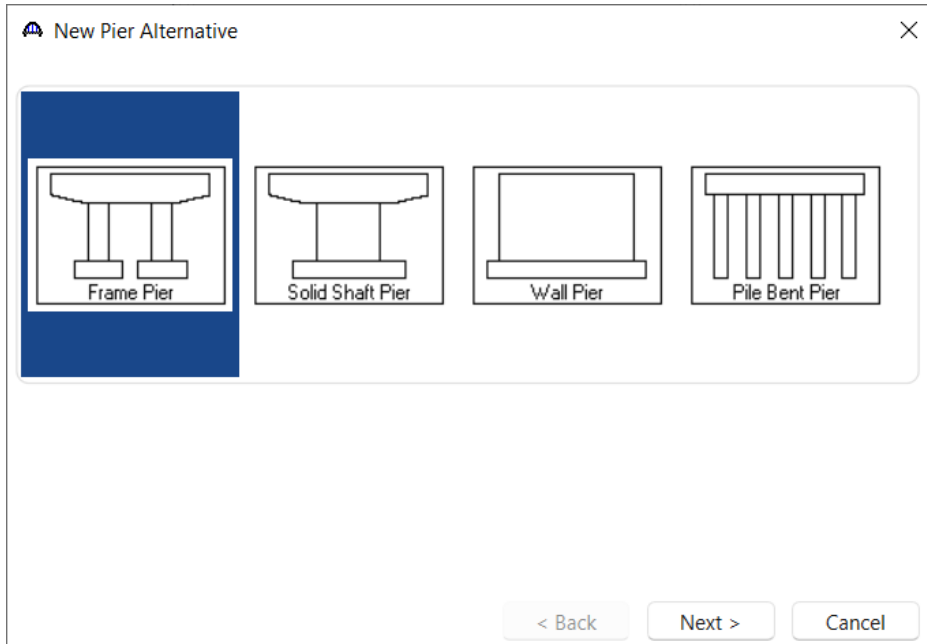 New Pier Alternative
Frame Pier
Solid Shaft Pier
Wall Pier
Pile Bent Pier
< Back
Next >
Cancel